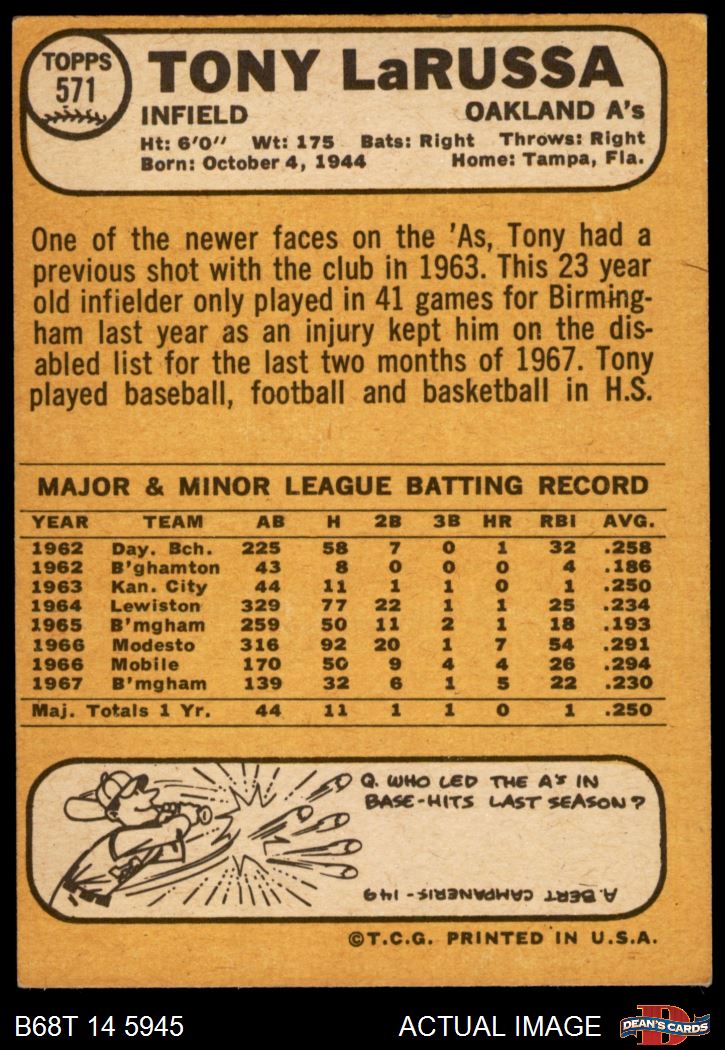 TOPPS
571
TONY LaRUSSA
INFIELD OAKLAND A's
Ht: 6'0" Wt: 175 Bats: Right Throws: Right
Born: October 4, 1944 Home: Tampa, Fla.
One of the newer faces on the 'As, Tony had a
previous shot with the club in 1963. This 23 year
old infielder only played in 41 games for Birming-
ham last year as an injury kept him on the dis-
abled list for the last two months of 1967. Tony
played baseball, football and basketball in H.S.
MAJOR & MINOR LEAGUE BATTING RECORD
YEAR TEAM AB H 2B 3B HR RBI AVG.
1962 Day. Bch. 225 58 7 0 1 32 .258
1962 B'ghamton 43 8 0 0 0 4 .186
1963 Kan. City 44 11 1 1 0 1 .250
1964 Lewiston 329 77 22 1 1 25 .234
1965 B'mgham 259 50 11 2 1 18 .193
1966 Modesto 316 92 20 1 7 54 .291
1966 Mobile 170 50 9 4 4 26 .294
1967 B'mgham 139 32 6 1 5 22 .230
Maj. Totals 1 Yr. 44 11 1 1 0 1 .250
Q. WHO LED THE A's IN
BASE-HITS LAST SEASON?
A. BERT CAMPANERIS - 149
©T.C.G. PRINTED IN U.S.A.
B68T 14 5945 ACTUAL IMAGE
D
DEAN'S CARDS